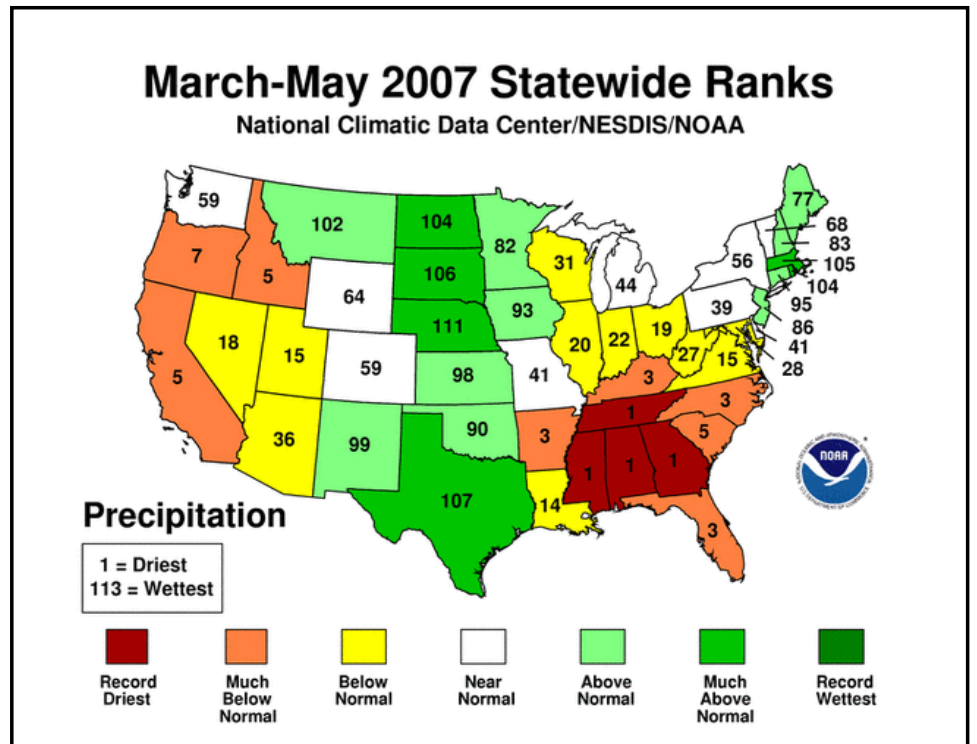 March-May 2007 Statewide Ranks
National Climatic Data Center/NESDIS/NOAA
59
102
104
82
77
68
83
105
104
95
86
41
28
7
5
64
106
31
44
56
39
18
15
59
111
93
20
22
19
27
15
5
36
99
98
41
3
3
90
3
1
5
107
14
1
1
1
3
NOAA
Precipitation
1 = Driest
113 = Wettest
Record
Driest
Much
Below
Normal
Below
Normal
Near
Normal
Above
Normal
Much
Above
Normal
Record
Wettest